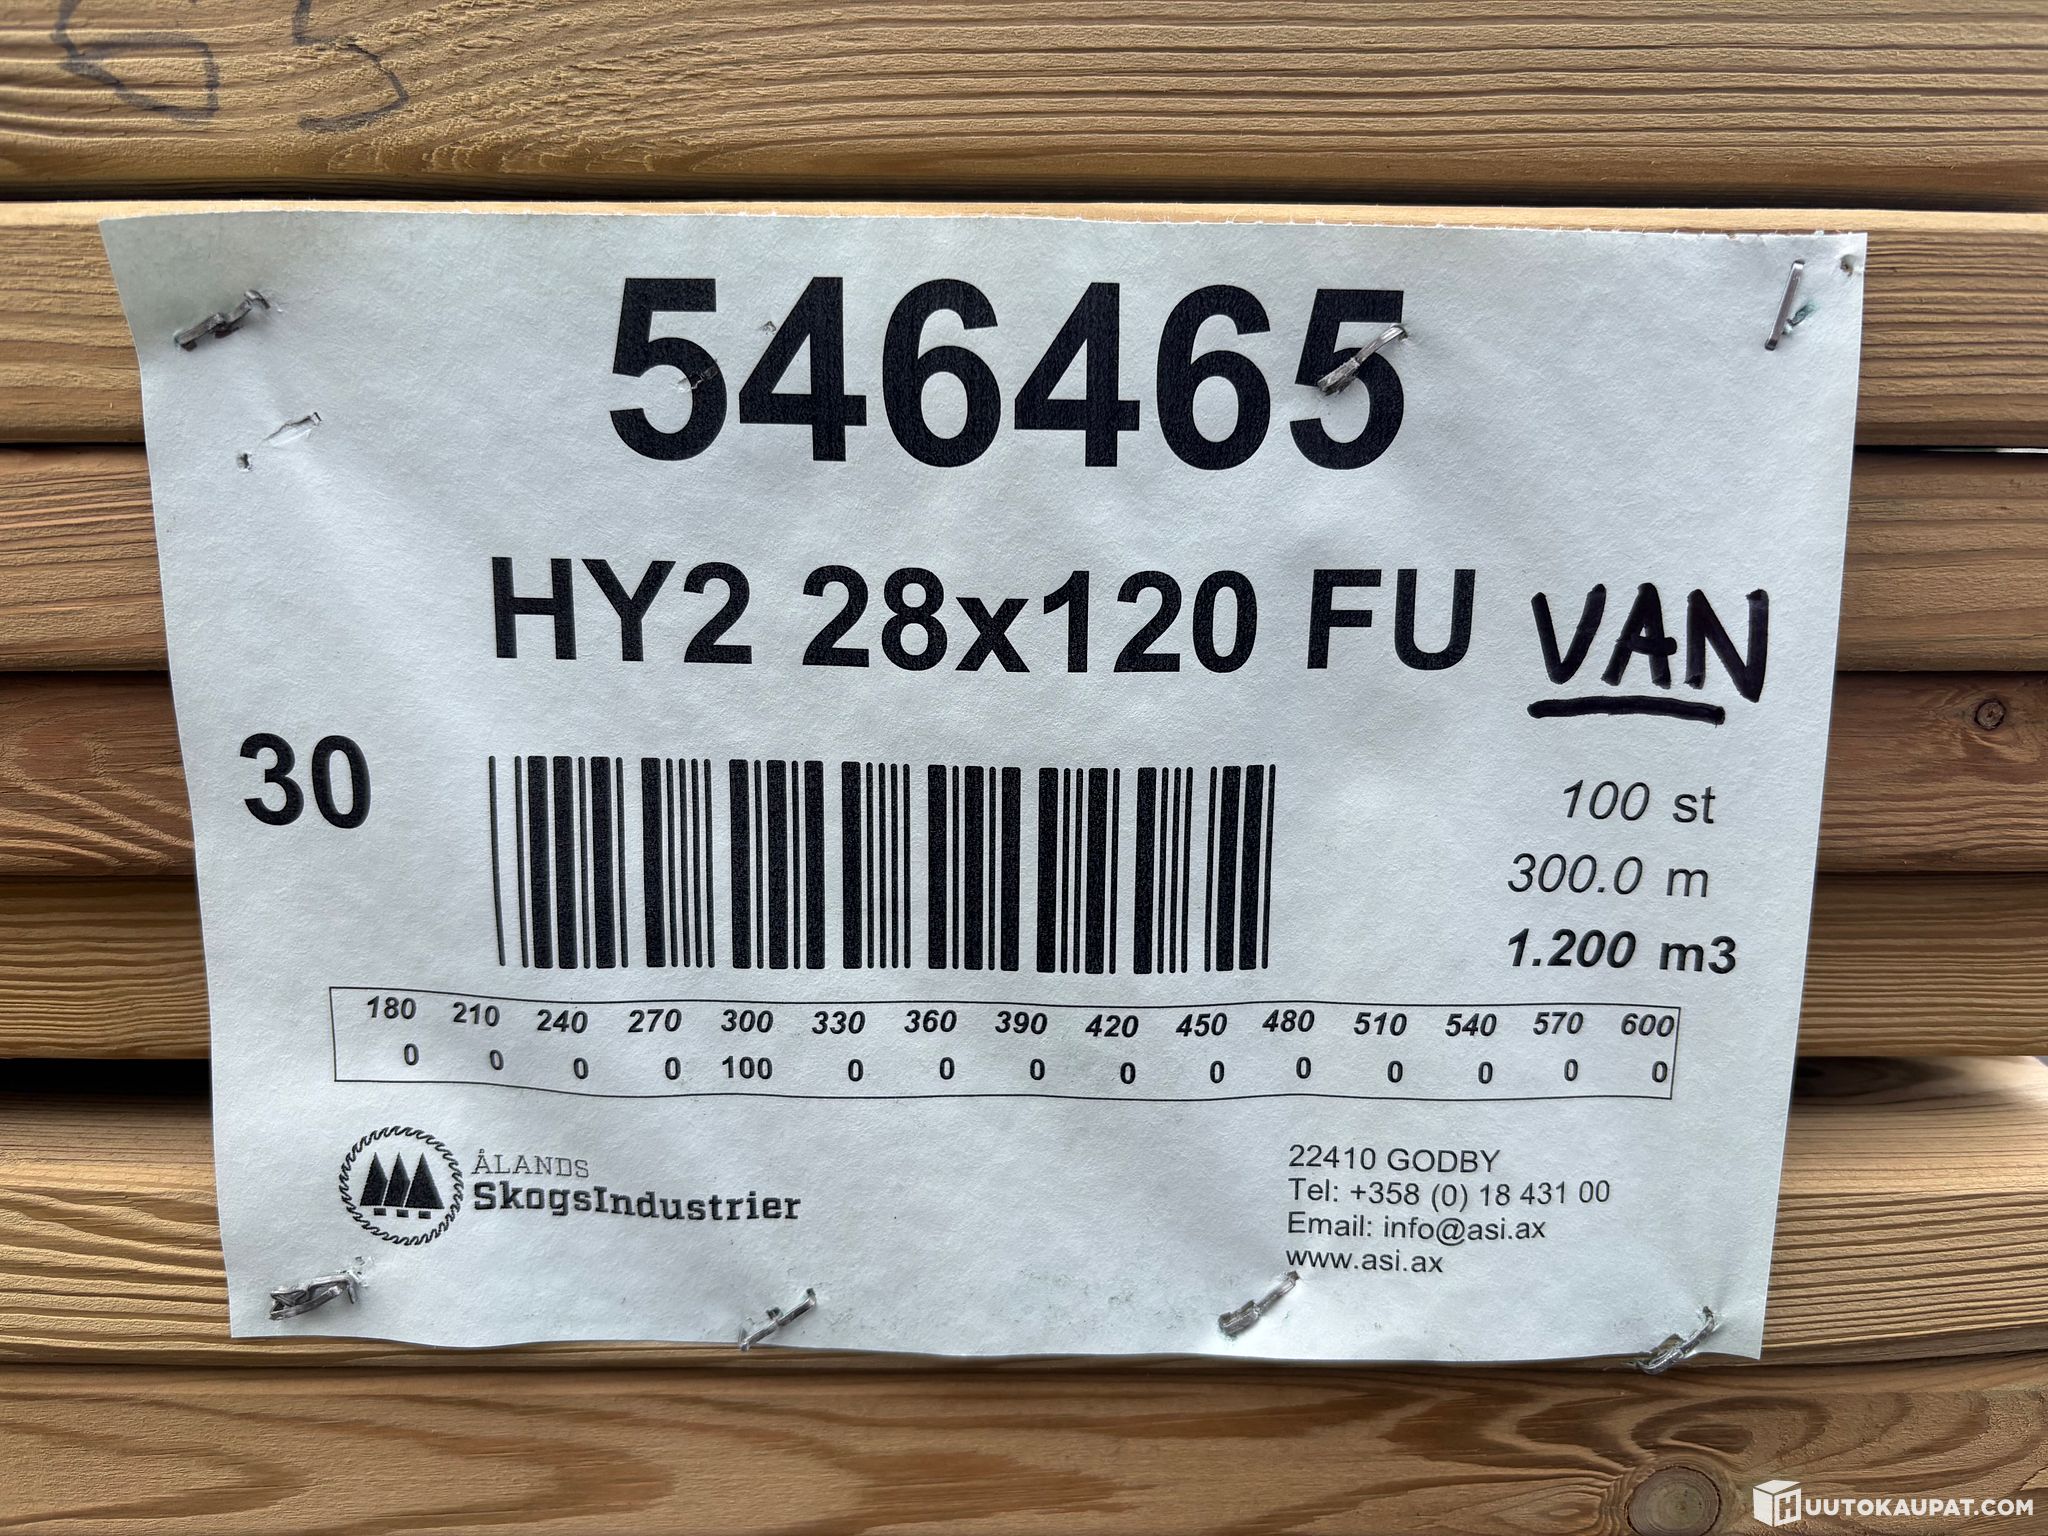 65
546465
HY2 28x120 FU VAN
30
100 st
300.0 m
1.200 m3
180 210 240 270 300 330 360 390 420 450 480 510 540 570 600
0 0 0 0 100 0 0 0 0 0 0 0 0 0 0
ÅLANDS
SkogsIndustrier
22410 GODBY
Tel: +358 (0) 18 431 00
Email: info@asi.ax
www.asi.ax
HUUTOKAUPAT.COM